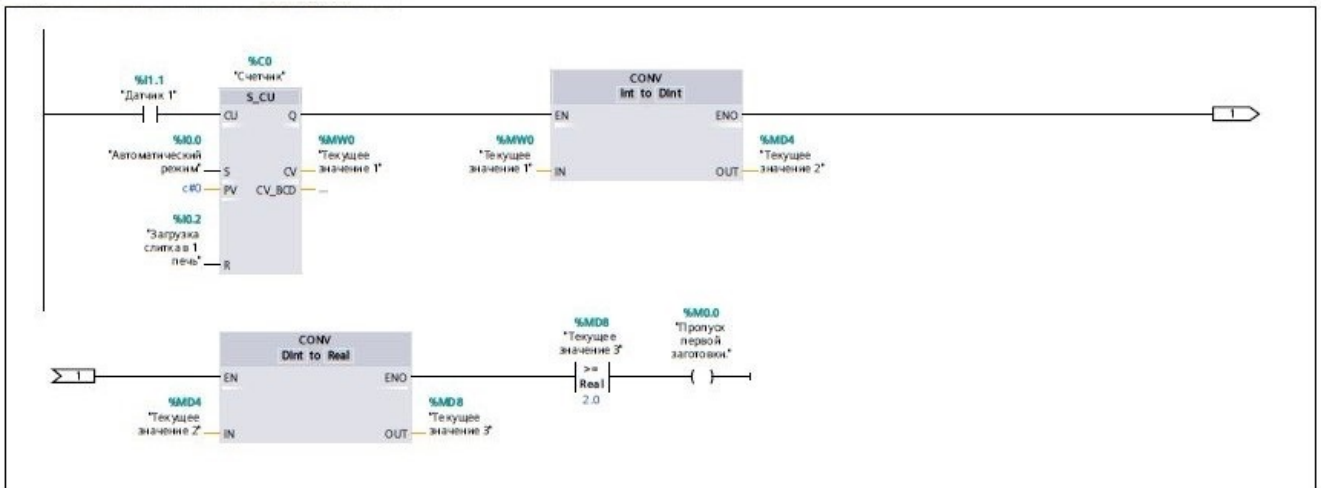 %C0
"Счетчик"
%I1.1
"Датчик 1"
S_CU
CU Q
%I0.0
"Автоматический
режим"
S
%MW0
"Текущее
значение 1"
CV
c#0
PV CV_BCD
...
%I0.2
"Загрузка
слитка в 1
печь"
R
CONV
Int to DInt
EN ENO
%MW0
"Текущее
значение 1"
IN
%MD4
"Текущее
значение 2"
OUT
1
1
CONV
DInt to Real
EN ENO
%MD4
"Текущее
значение 2"
IN
%MD8
"Текущее
значение 3"
OUT
%MD8
"Текущее
значение 3"
>=
Real
2.0
%M0.0
"Пропуск
первой
заготовки."